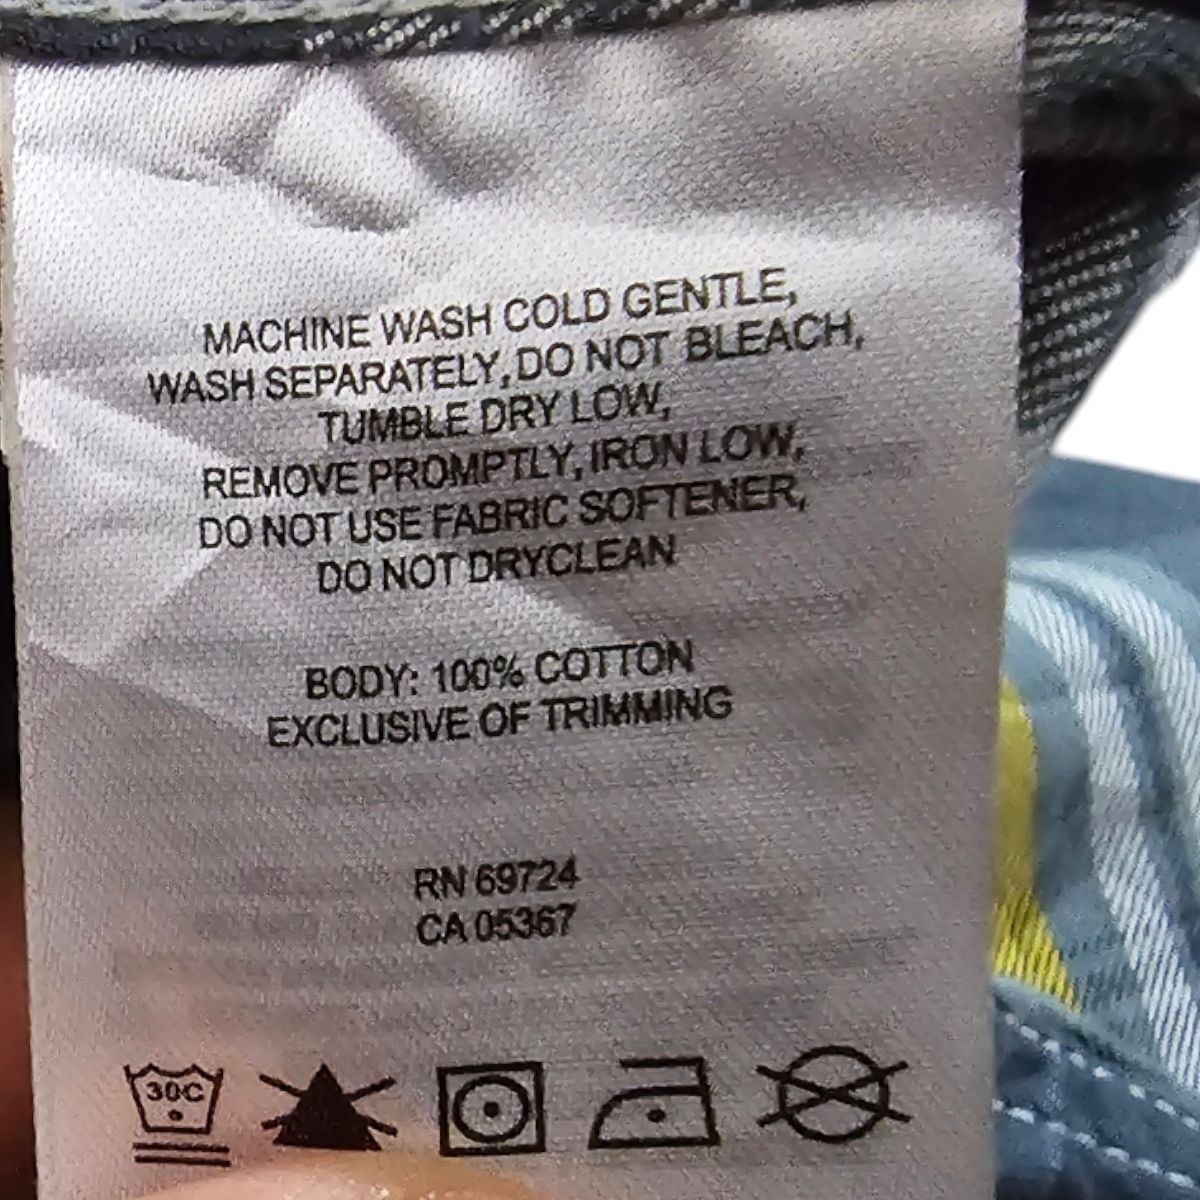 MACHINE WASH COLD GENTLE,
WASH SEPARATELY, DO NOT BLEACH,
TUMBLE DRY LOW,
REMOVE PROMPTLY, IRON LOW,
DO NOT USE FABRIC SOFTENER,
DO NOT DRYCLEAN
BODY: 100% COTTON
EXCLUSIVE OF TRIMMING
RN 69724
CA 05367
30C